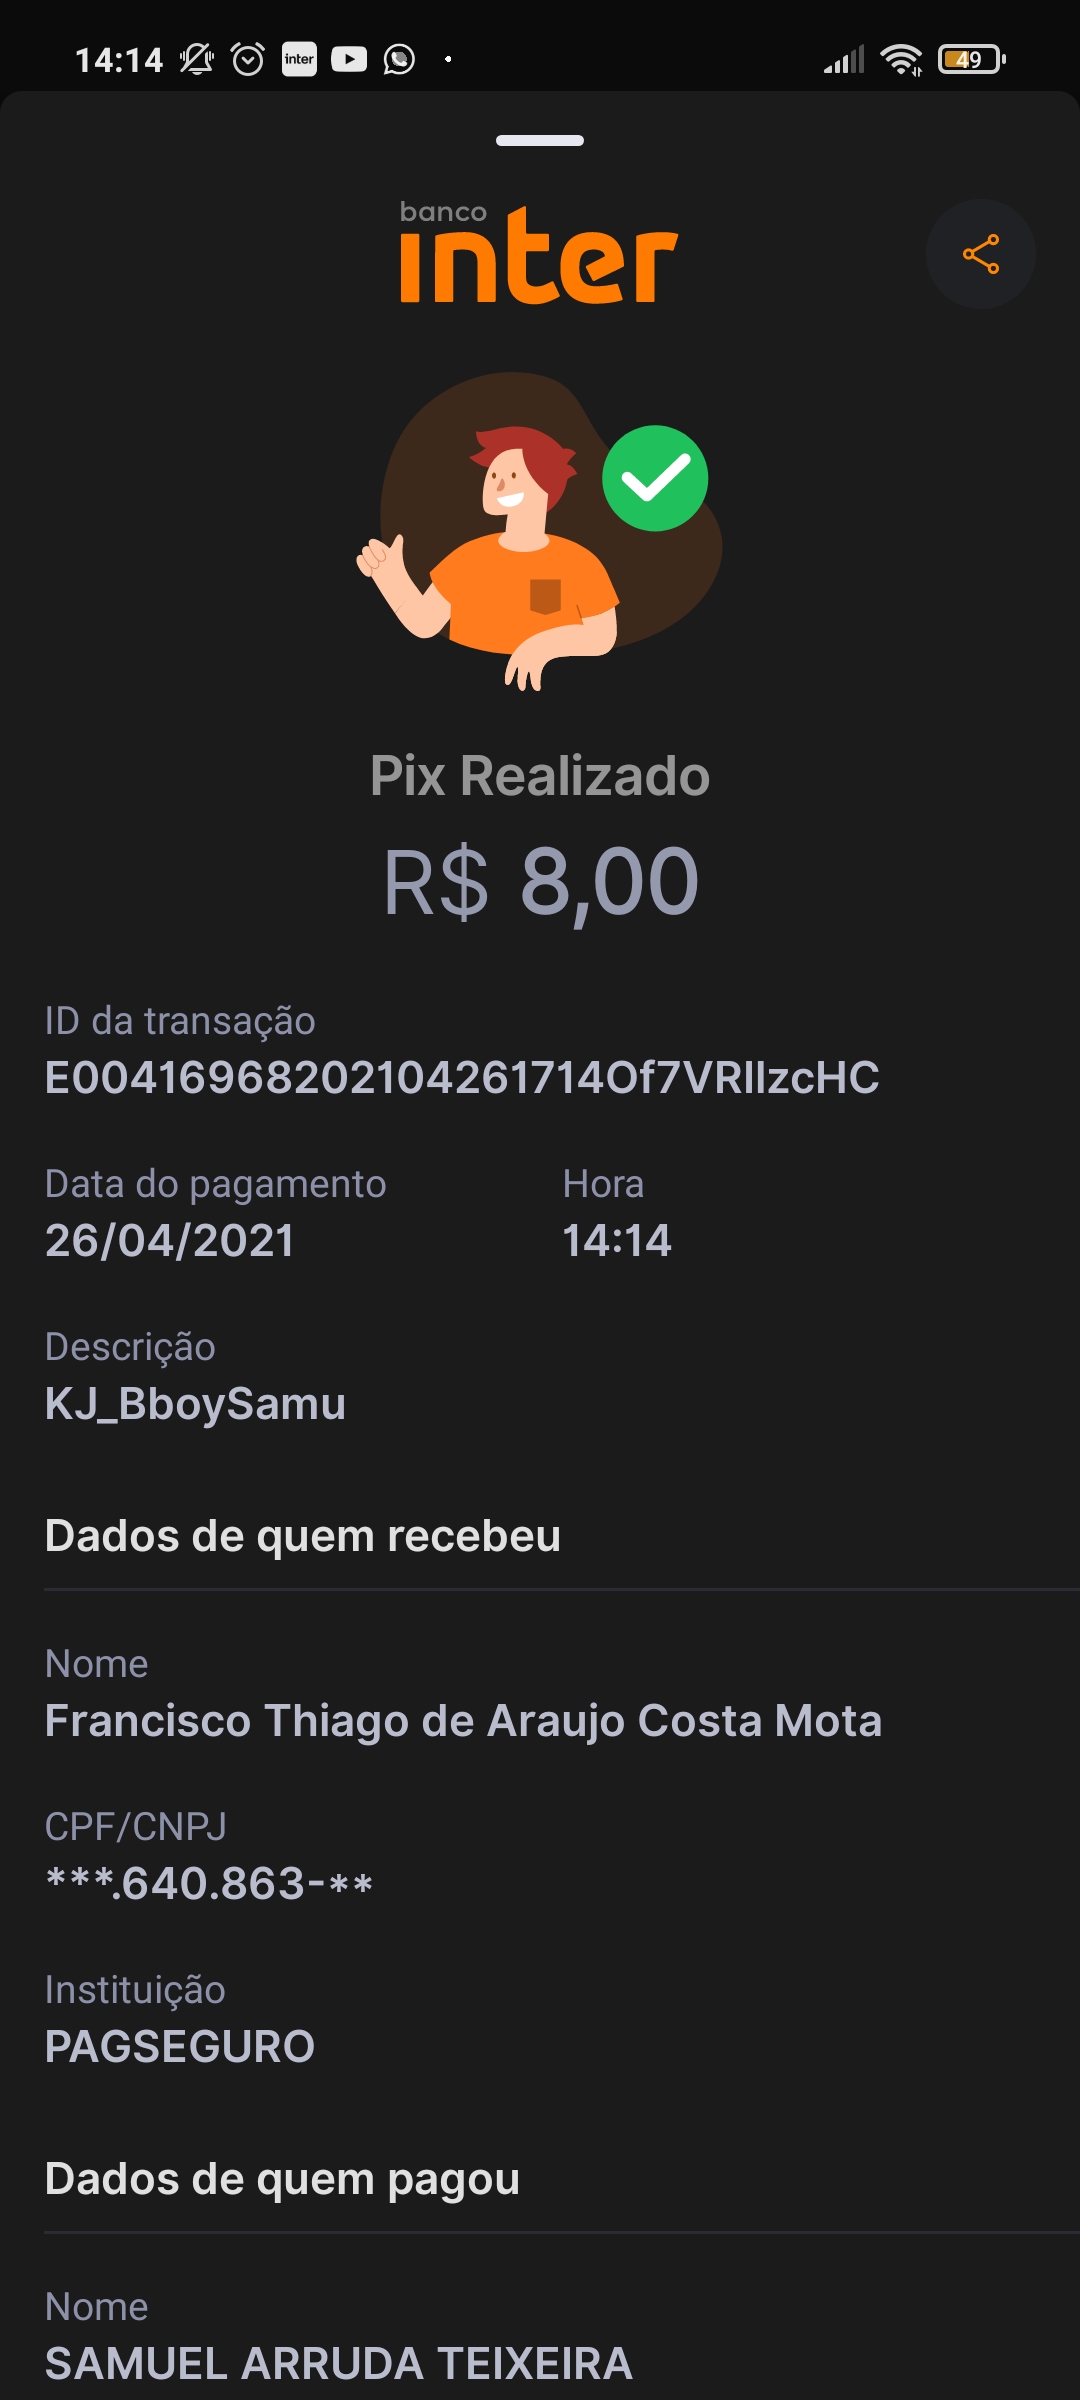 14:14 inter 49
banco
inter
Pix Realizado
R$ 8,00
ID da transação
E00416968202104261714Of7VRIIzcHC
Data do pagamento Hora
26/04/2021 14:14
Descrição
KJ_BboySamu
Dados de quem recebeu
Nome
Francisco Thiago de Araujo Costa Mota
CPF/CNPJ
***.640.863-**
Instituição
PAGSEGURO
Dados de quem pagou
Nome
SAMUEL ARRUDA TEIXEIRA